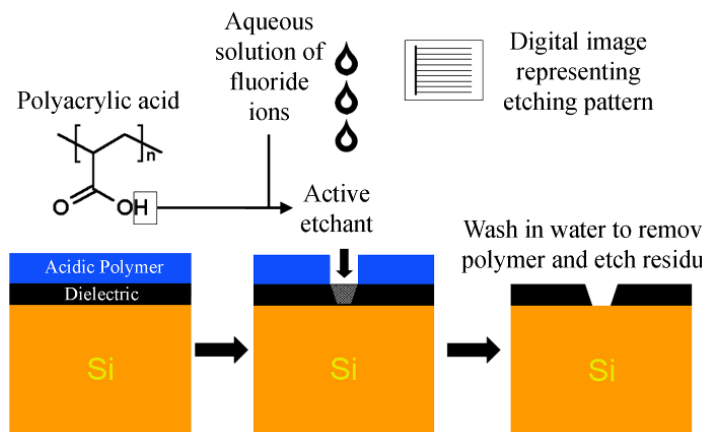 Aqueous
solution of
fluoride
ions
Digital image
representing
etching pattern
Polyacrylic acid
n
O
OH
Active
etchant
Wash in water to remov
polymer and etch residu
Acidic Polymer
Dielectric
Si
Si
Si